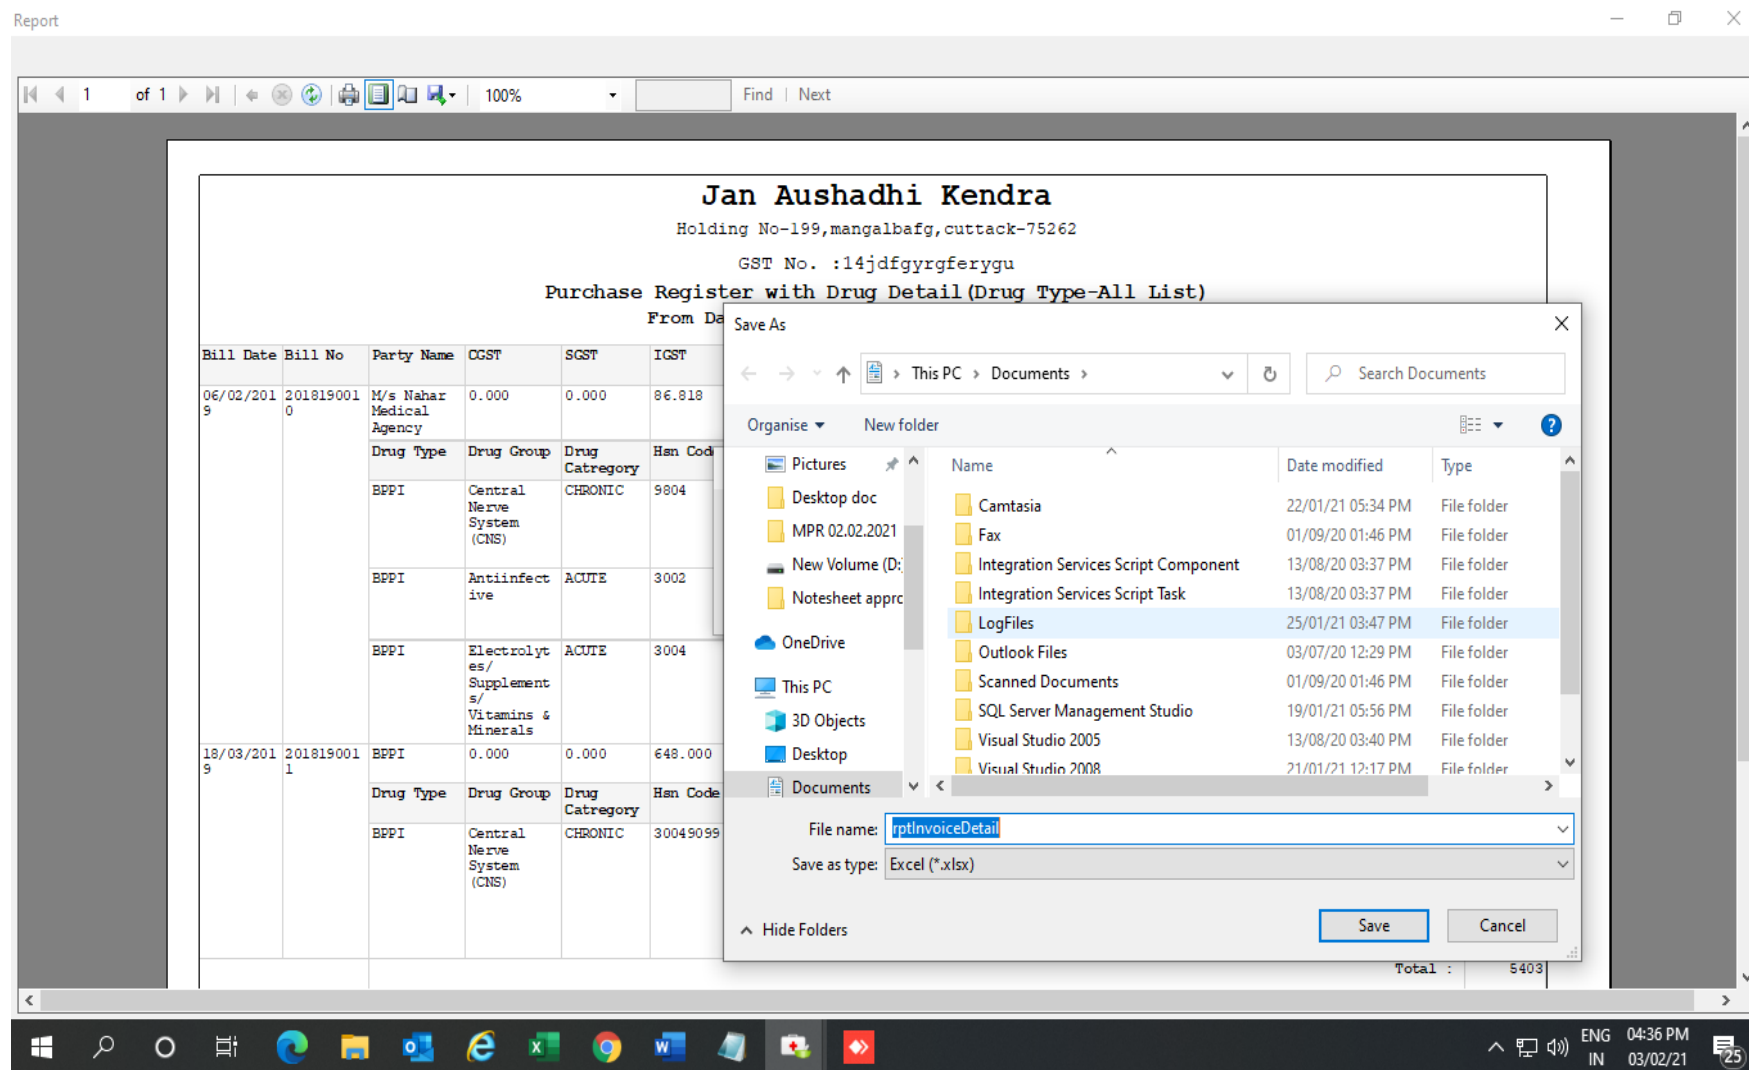 Report
1 of 1 100% Find | Next
Jan Aushadhi Kendra
Holding No-199,mangalbafg,cuttack-75262
GST No. :14jdfgyrgferygu
Purchase Register with Drug Detail(Drug Type-All List)
From Da
Bill Date Bill No Party Name CGST SGST IGST
06/02/201 201819001 M/s Nahar 0.000 0.000 86.818
9 0 Medical
Agency
Drug Type Drug Group Drug Hsn Cod
Catregory
BPPI Central CHRONIC 9804
Nerve
System
(CNS)
BPPI Antiinfect ACUTE 3002
ive
BPPI Electrolyt ACUTE 3004
es/
Supplement
s/
Vitamins &
Minerals
18/03/201 201819001 BPPI 0.000 0.000 648.000
9 1
Drug Type Drug Group Drug Hsn Code
Catregory
BPPI Central CHRONIC 30049099
Nerve
System
(CNS)
Total : 5403
Save As
This PC > Documents >
Search Documents
Organise New folder
Pictures
Desktop doc
MPR 02.02.2021
New Volume (D:)
Notesheet appro
OneDrive
This PC
3D Objects
Desktop
Documents
Name Date modified Type
Camtasia 22/01/21 05:34 PM File folder
Fax 01/09/20 01:46 PM File folder
Integration Services Script Component 13/08/20 03:37 PM File folder
Integration Services Script Task 13/08/20 03:37 PM File folder
LogFiles 25/01/21 03:47 PM File folder
Outlook Files 03/07/20 12:29 PM File folder
Scanned Documents 01/09/20 01:46 PM File folder
SQL Server Management Studio 19/01/21 05:56 PM File folder
Visual Studio 2005 13/08/20 03:40 PM File folder
Visual Studio 2008 21/01/21 12:17 PM File folder
File name: rptInvoiceDetail
Save as type: Excel (*.xlsx)
Hide Folders
Save Cancel
ENG 04:36 PM
IN 03/02/21
25